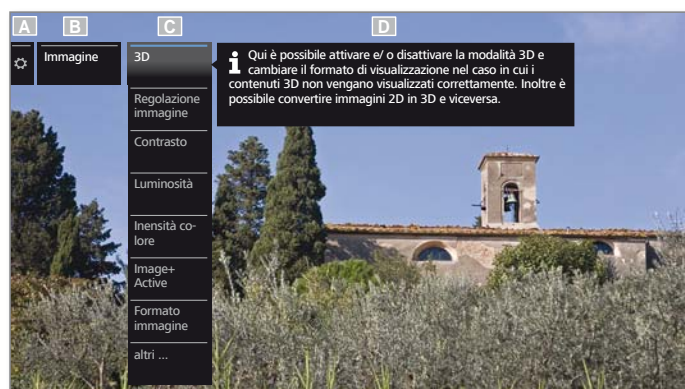 A B C D
Immagine
3D
Regolazione
immagine
Contrasto
Luminosità
Inensità co-
lore
Image+
Active
Formato
immagine
altri ...
i Qui è possibile attivare e/ o disattivare la modalità 3D e
cambiare il formato di visualizzazione nel caso in cui i
contenuti 3D non vengano visualizzati correttamente. Inoltre è
possibile convertire immagini 2D in 3D e viceversa.